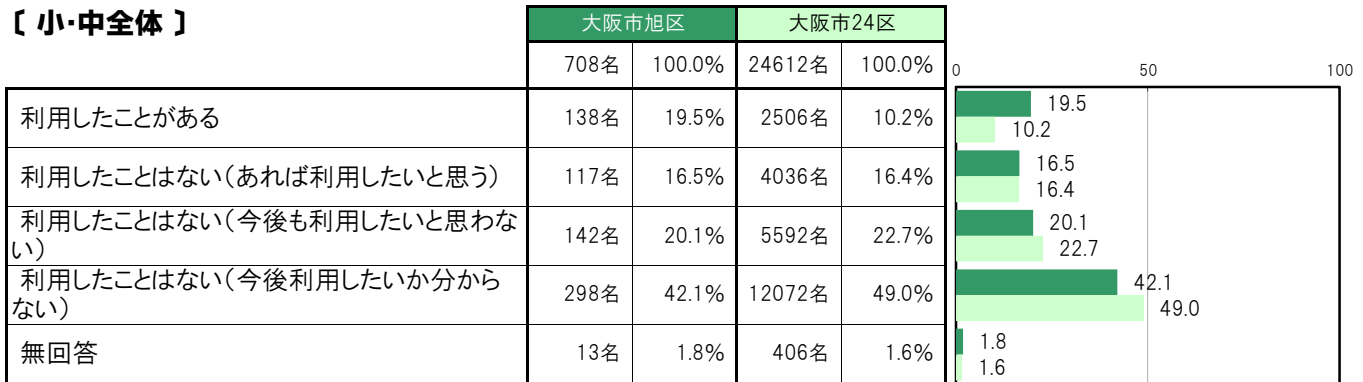 〔 小・中全体 〕
大阪市旭区 大阪市24区
708名 100.0% 24612名 100.0%
0 50 100
利用したことがある 138名 19.5% 2506名 10.2%
19.5
10.2
利用したことはない（あれば利用したいと思う） 117名 16.5% 4036名 16.4%
16.5
16.4
利用したことはない（今後も利用したいと思わな
い） 142名 20.1% 5592名 22.7%
20.1
22.7
利用したことはない（今後利用したいか分から
ない） 298名 42.1% 12072名 49.0%
42.1
49.0
無回答 13名 1.8% 406名 1.6%
1.8
1.6